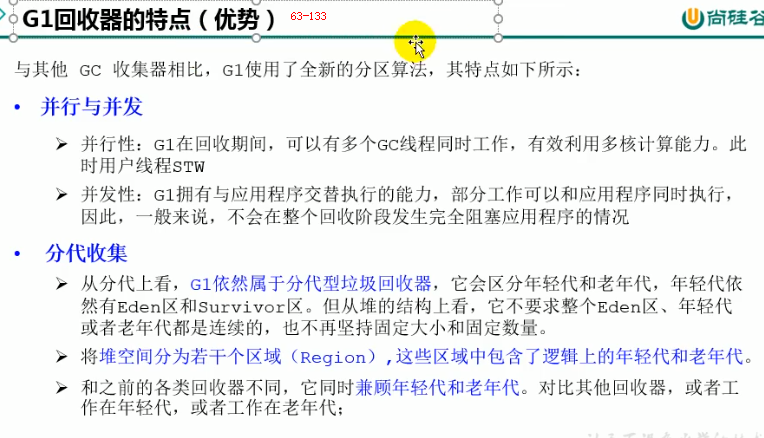 G1回收器的特点（优势） 63-133
尚硅谷
与其他 GC 收集器相比，G1使用了全新的分区算法，其特点如下所示：
• 并行与并发
➢ 并行性：G1在回收期间，可以有多个GC线程同时工作，有效利用多核计算能力。此
时用户线程STW
➢ 并发性：G1拥有与应用程序交替执行的能力，部分工作可以和应用程序同时执行，
因此，一般来说，不会在整个回收阶段发生完全阻塞应用程序的情况
• 分代收集
➢ 从分代上看，G1依然属于分代型垃圾回收器，它会区分年轻代和老年代，年轻代依
然有Eden区和Survivor区。但从堆的结构上看，它不要求整个Eden区、年轻代
或者老年代都是连续的，也不再坚持固定大小和固定数量。
➢ 将堆空间分为若干个区域（Region）,这些区域中包含了逻辑上的年轻代和老年代。
➢ 和之前的各类回收器不同，它同时兼顾年轻代和老年代。对比其他回收器，或者工
作在年轻代，或者工作在老年代；